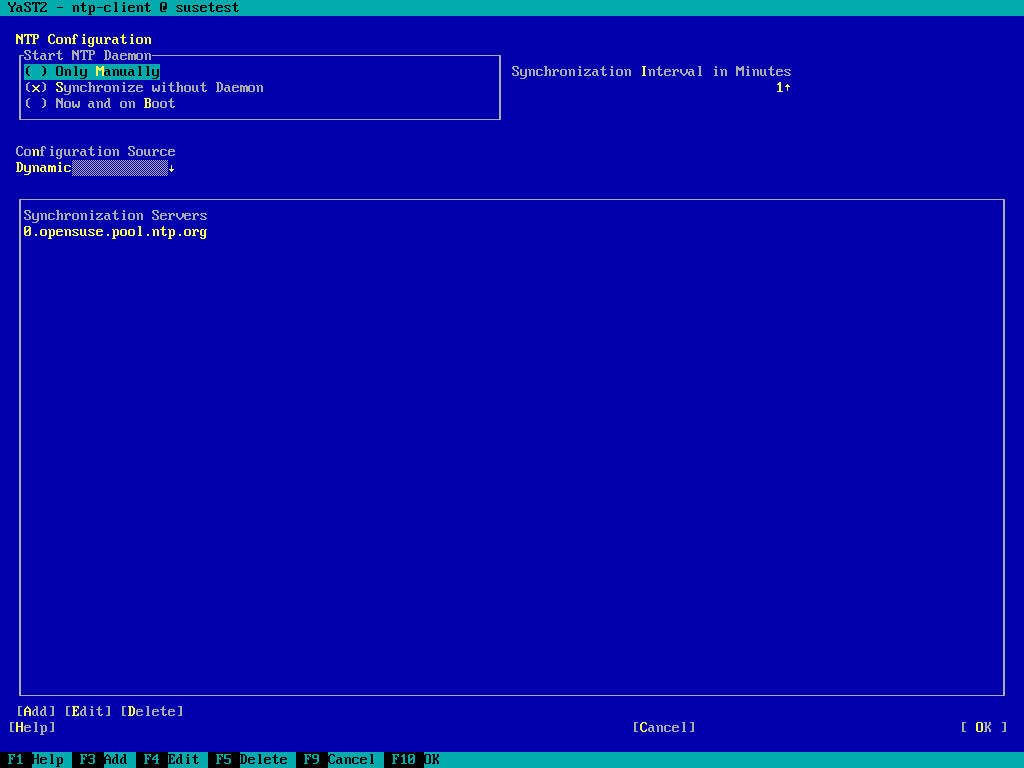 YaST2 - ntp-client @ susetest
NTP Configuration
Start NTP Daemon
( ) Only Manually
(x) Synchronize without Daemon
( ) Now and on Boot
Synchronization Interval in Minutes
1↑
Configuration Source
Dynamic↓
Synchronization Servers
0.opensuse.pool.ntp.org
[Add] [Edit] [Delete]
[Help] [Cancel] [ OK ]
F1 Help F3 Add F4 Edit F5 Delete F9 Cancel F10 OK